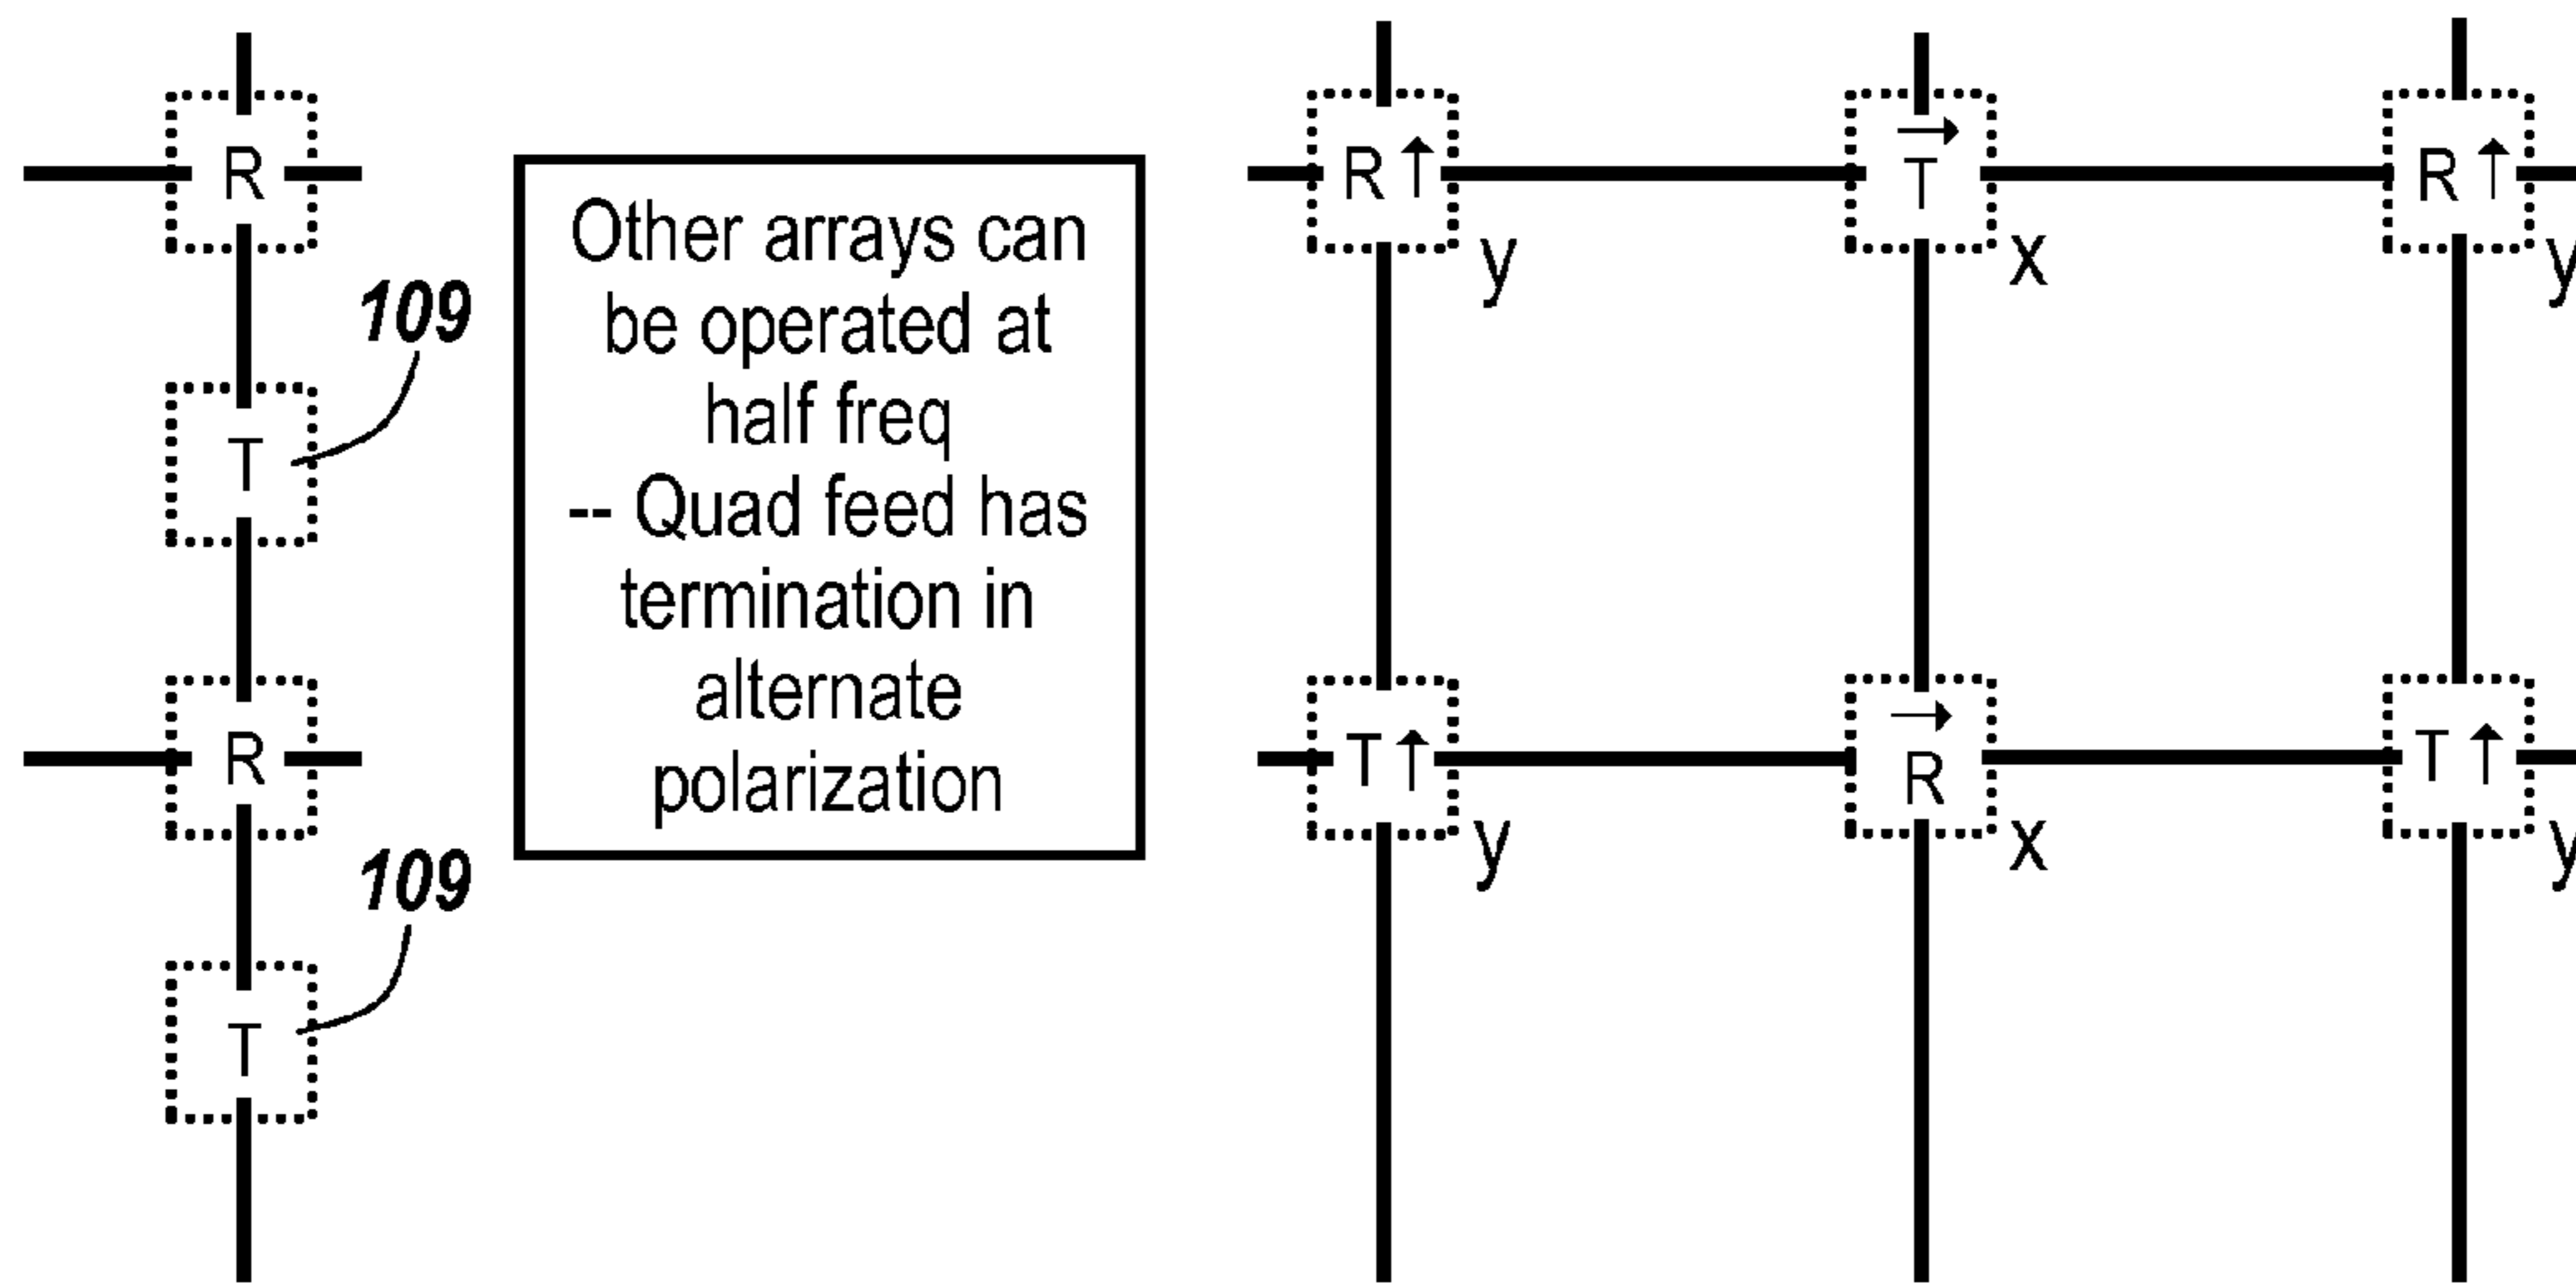 R
109
T
R
109
T
Other arrays can
be operated at
half freq
-- Quad feed has
termination in
alternate
polarization
R ↑ y
→ T x
R ↑ y
T ↑ y
→ R x
T ↑ y